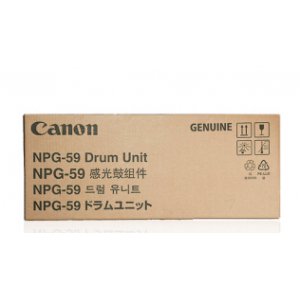 Canon
GENUINE
NPG-59 Drum Unit
NPG-59 感光鼓组件
NPG-59 드럼 유니트
NPG-59 ドラムユニット